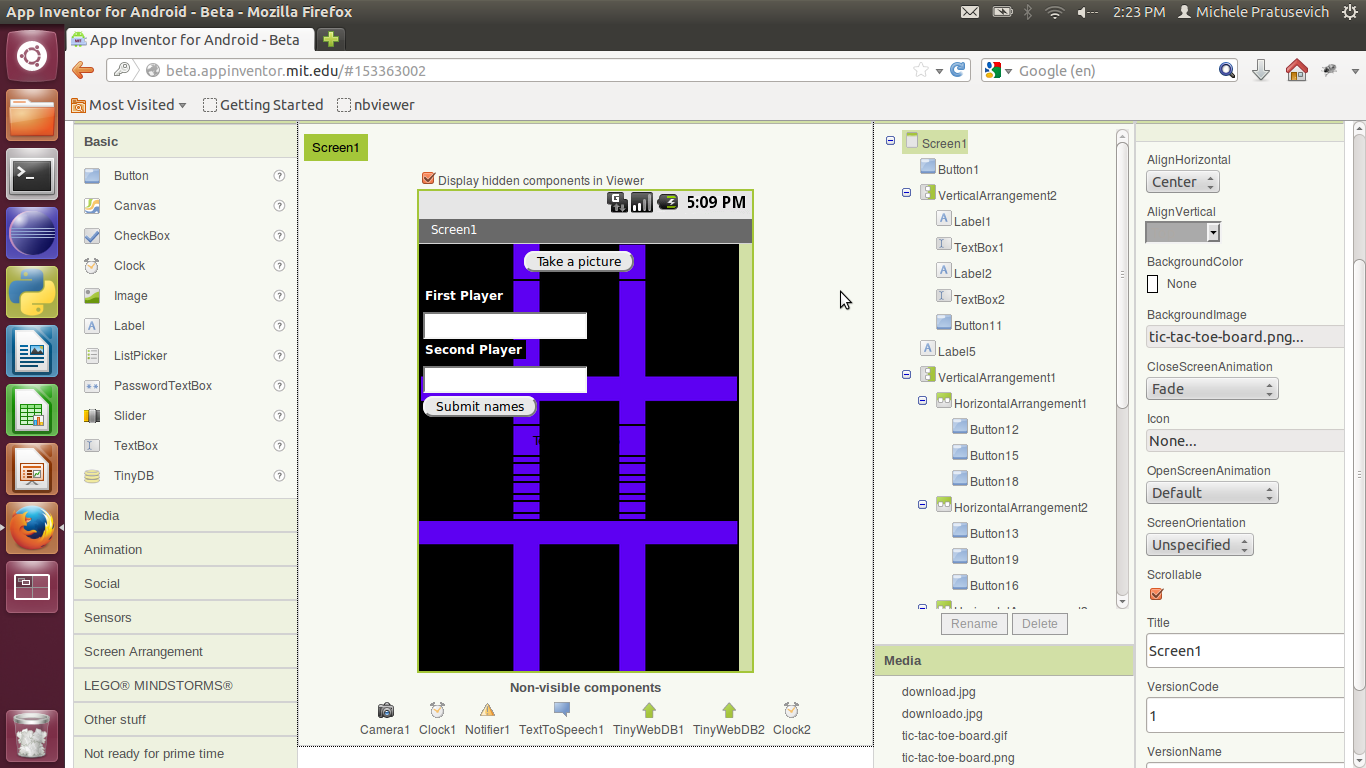 App Inventor for Android - Beta - Mozilla Firefox
2:23 PM Michele Pratusevich
App Inventor for Android - Beta
beta.appinventor.mit.edu/#153363002
Google (en)
Most Visited
Getting Started
nbviewer
Basic
Button ?
Canvas ?
CheckBox ?
Clock ?
Image ?
Label ?
ListPicker ?
PasswordTextBox ?
Slider ?
TextBox ?
TinyDB ?
Media
Animation
Social
Sensors
Screen Arrangement
LEGO® MINDSTORMS®
Other stuff
Not ready for prime time
Screen1
Display hidden components in Viewer
5:09 PM
Screen1
Take a picture
First Player
Second Player
Submit names
Non-visible components
Camera1
Clock1
Notifier1
TextToSpeech1
TinyWebDB1
TinyWebDB2
Clock2
Screen1
Button1
VerticalArrangement2
Label1
TextBox1
Label2
TextBox2
Button11
Label5
VerticalArrangement1
HorizontalArrangement1
Button12
Button15
Button18
HorizontalArrangement2
Button13
Button19
Button16
Rename
Delete
Media
download.jpg
downloado.jpg
tic-tac-toe-board.gif
tic-tac-toe-board.png
AlignHorizontal
Center
AlignVertical
BackgroundColor
None
BackgroundImage
tic-tac-toe-board.png...
CloseScreenAnimation
Fade
Icon
None...
OpenScreenAnimation
Default
ScreenOrientation
Unspecified
Scrollable
Title
Screen1
VersionCode
1
VersionName